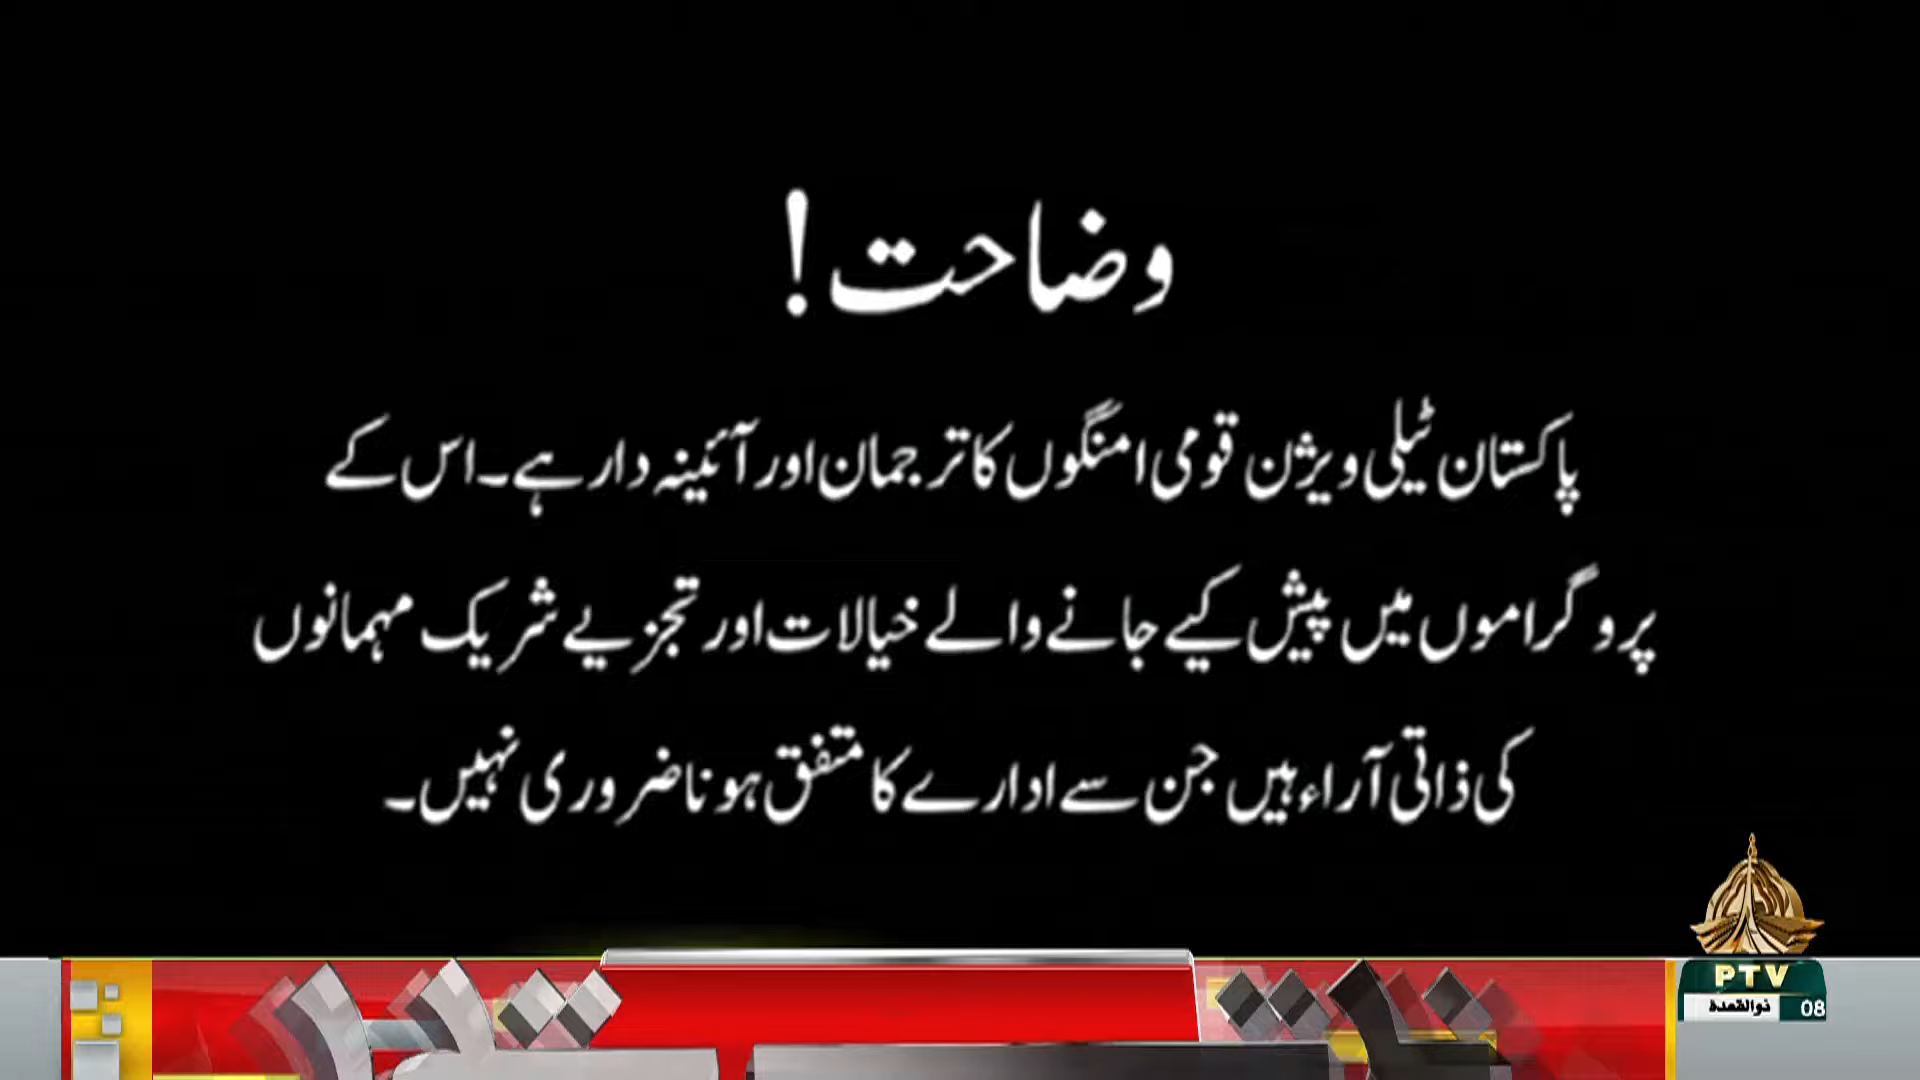 وضاحت!
پاکستان ٹیلی ویژن قومی امنگوں کا ترجمان اور آئینہ دار ہے۔ اس کے
پروگراموں میں پیش کیے جانے والے خیالات اور تجزیے شریک مہمانوں
کی ذاتی آراء ہیں جن سے ادارے کا متفق ہونا ضروری نہیں۔
PTV
ذوالقعدة 08